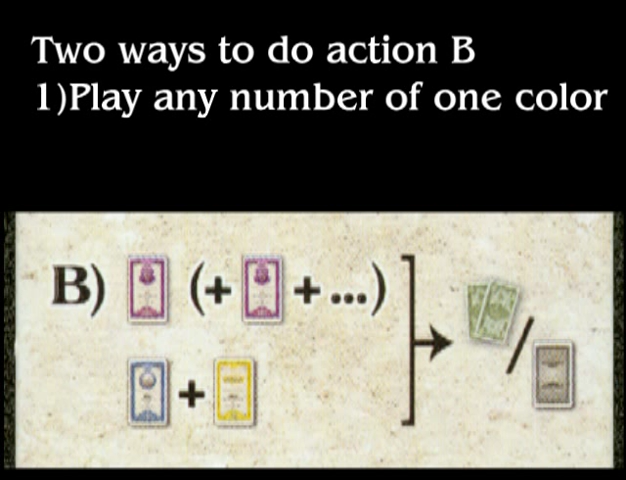 Two ways to do action B
1)Play any number of one color
B) (+ + ...)
+ /